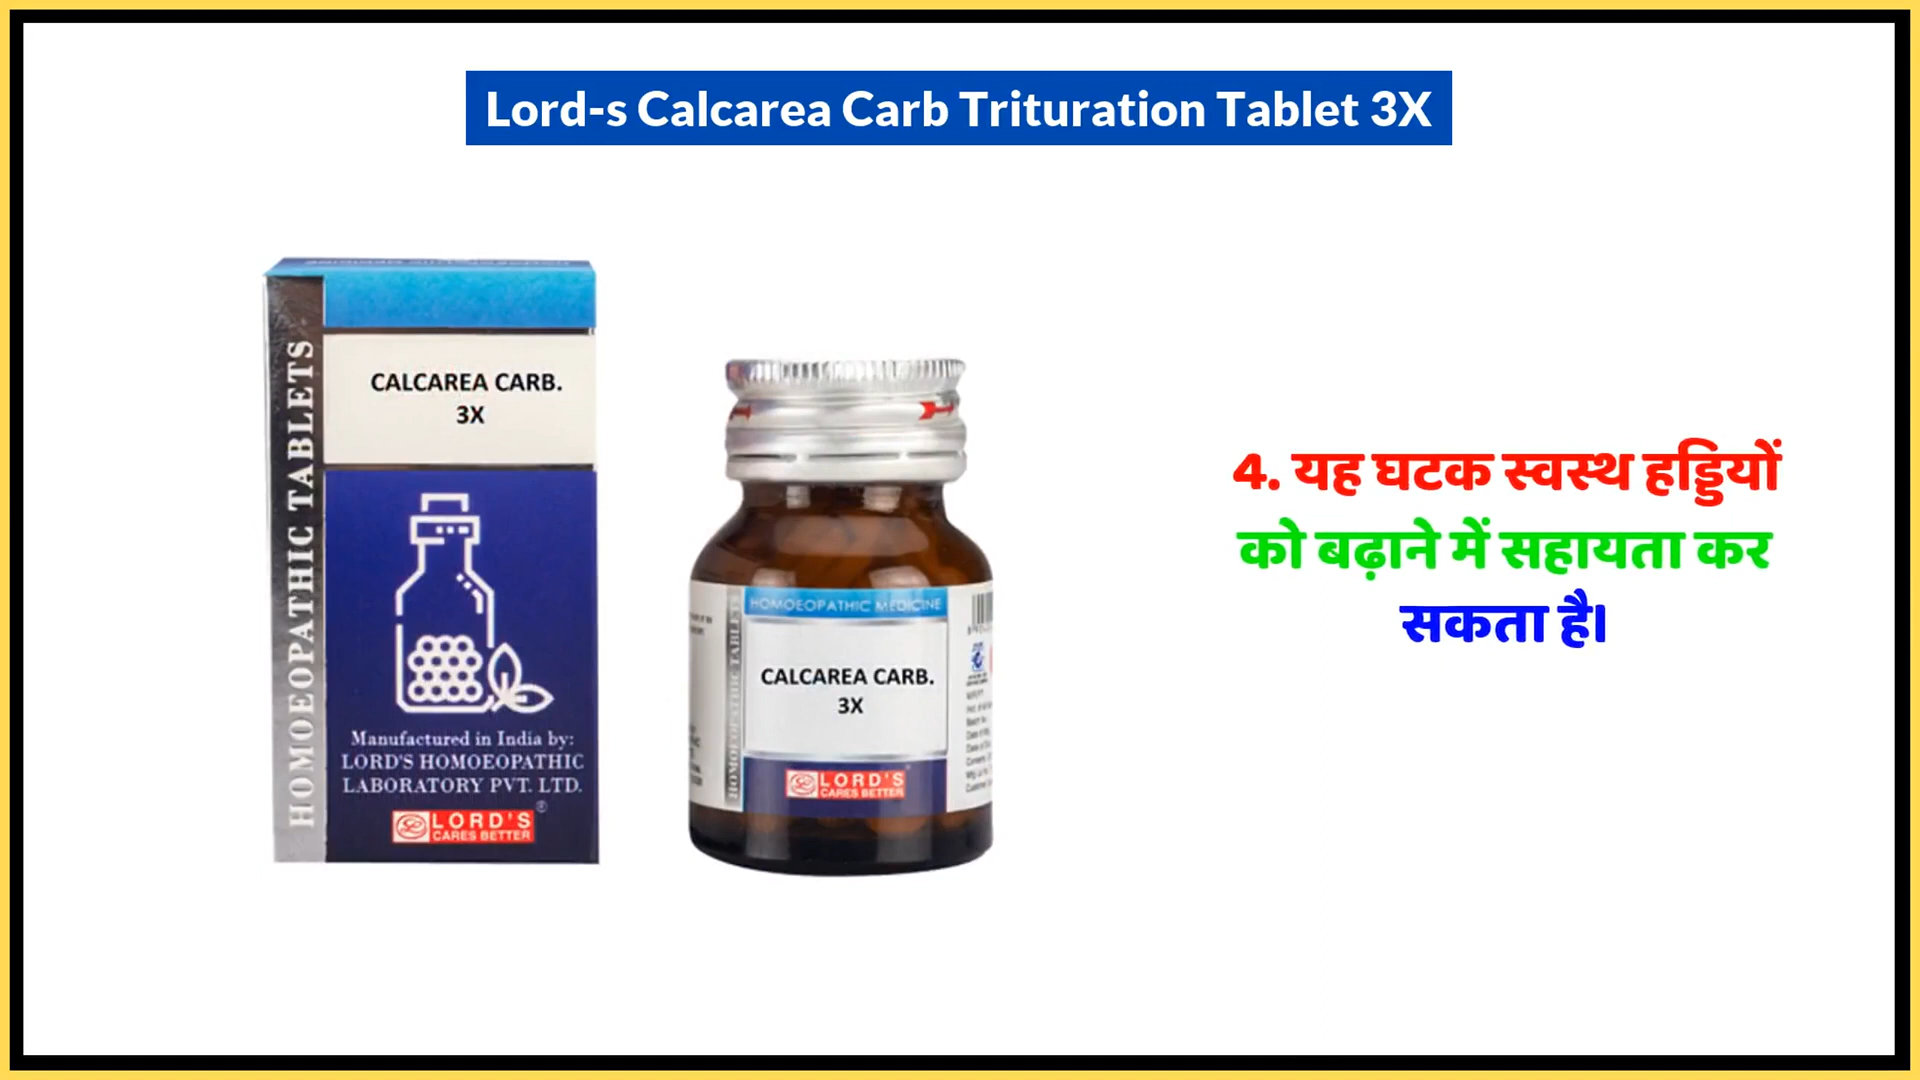 Lord-s Calcarea Carb Trituration Tablet 3X
HOMOEOPATHIC TABLETS
CALCAREA CARB.
3X
Manufactured in India by:
LORD'S HOMOEOPATHIC
LABORATORY PVT. LTD.
LORD'S
CARES BETTER
HOMOEOPATHIC MEDICINE
HOMOEOPATHIC TABLETS
CALCAREA CARB.
3X
LORD'S
CARES BETTER
4. यह घटक स्वस्थ हड्डियों
को बढ़ाने में सहायता कर
सकता है।